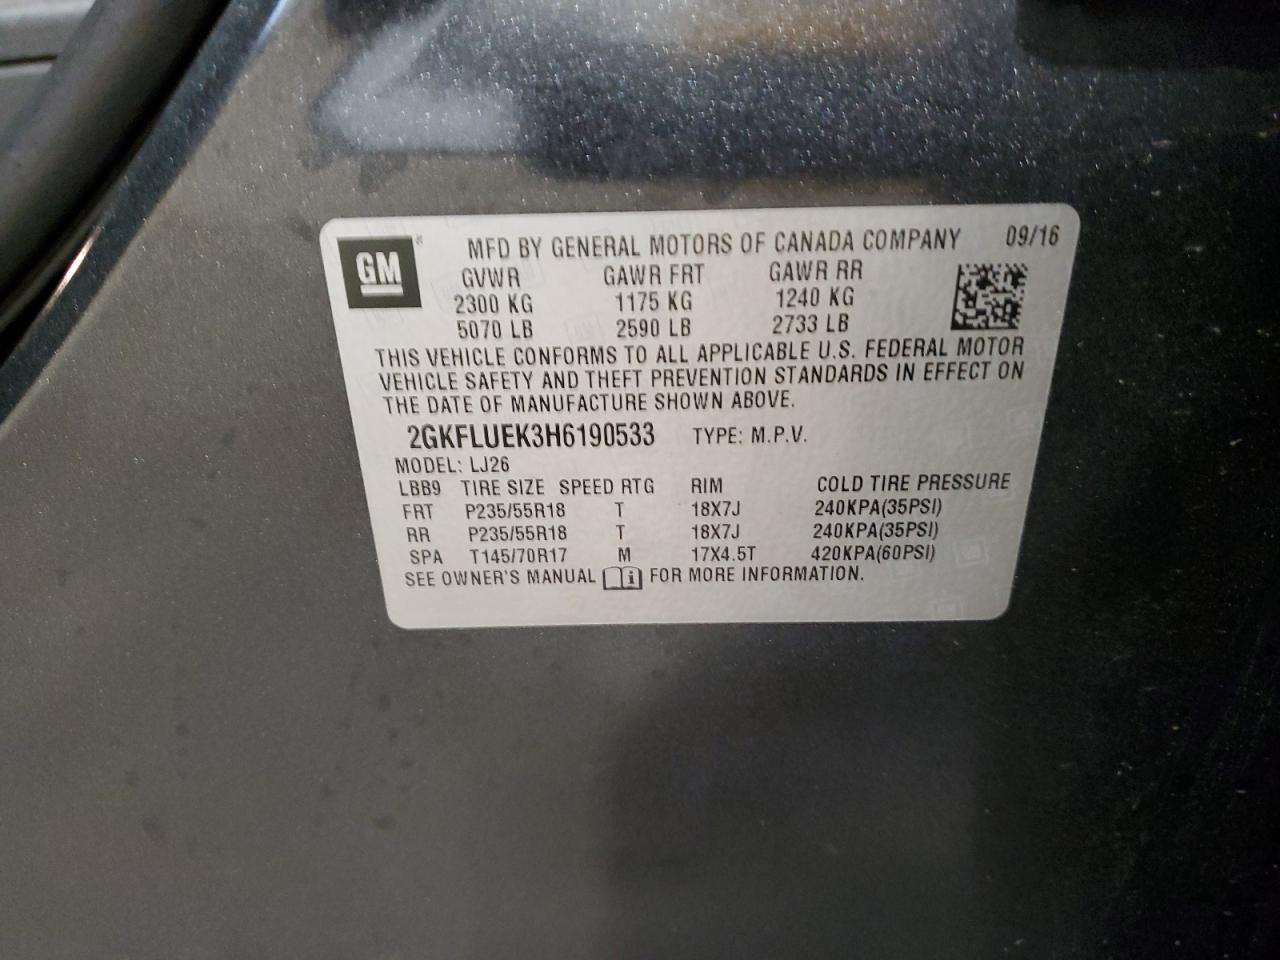 GM
MFD BY GENERAL MOTORS OF CANADA COMPANY 09/16
GVWR GAWR FRT GAWR RR
2300 KG 1175 KG 1240 KG
5070 LB 2590 LB 2733 LB
THIS VEHICLE CONFORMS TO ALL APPLICABLE U.S. FEDERAL MOTOR
VEHICLE SAFETY AND THEFT PREVENTION STANDARDS IN EFFECT ON
THE DATE OF MANUFACTURE SHOWN ABOVE.
2GKFLUEK3H6190533 TYPE: M.P.V.
MODEL: LJ26
LBB9 TIRE SIZE SPEED RTG RIM COLD TIRE PRESSURE
FRT P235/55R18 T 18X7J 240KPA(35PSI)
RR P235/55R18 T 18X7J 240KPA(35PSI)
SPA T145/70R17 M 17X4.5T 420KPA(60PSI)
SEE OWNER'S MANUAL i FOR MORE INFORMATION.